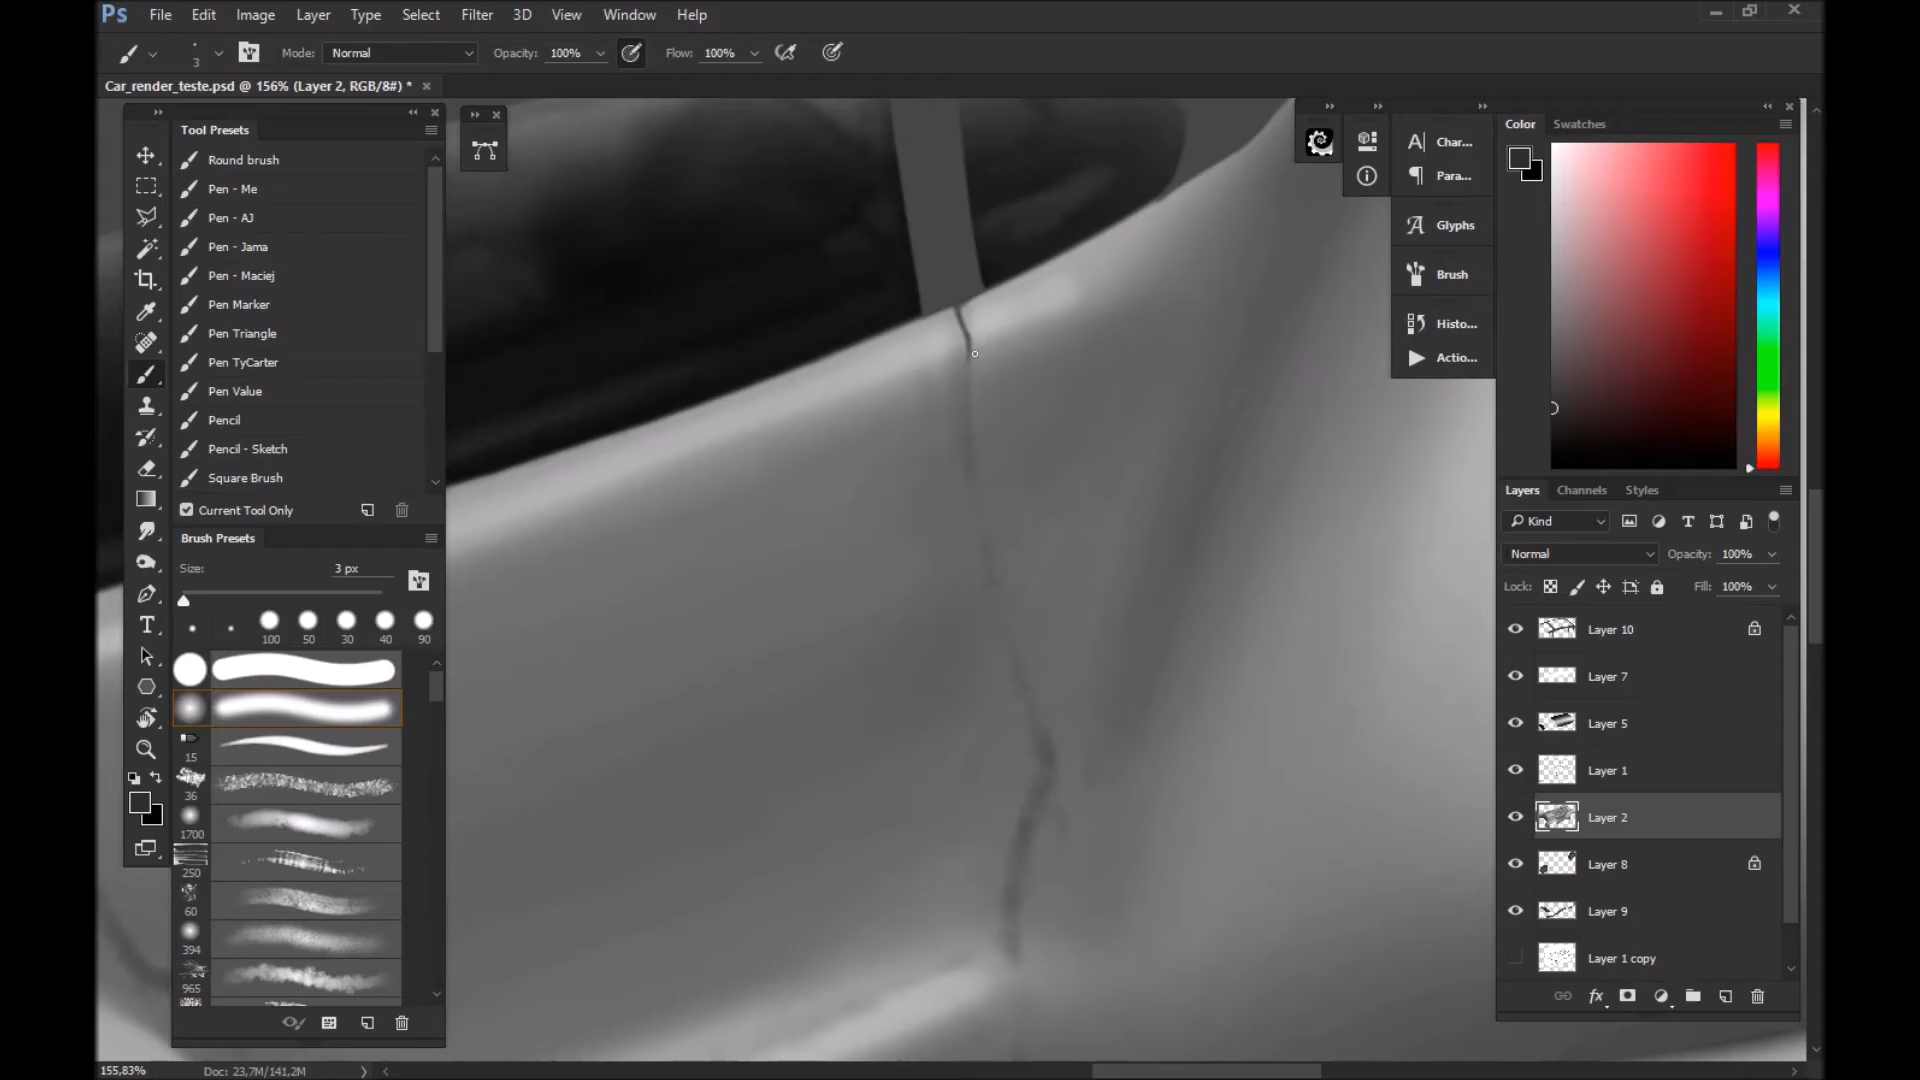 Ps File Edit Image Layer Type Select Filter 3D View Window Help
3 Mode: Normal Opacity: 100% Flow: 100%
Car_render_teste.psd @ 156% (Layer 2, RGB/8#) *
Tool Presets
Round brush
Pen - Me
Pen - AJ
Pen - Jama
Pen - Maciej
Pen Marker
Pen Triangle
Pen TyCarter
Pen Value
Pencil
Pencil - Sketch
Square Brush
Current Tool Only
Brush Presets
Size: 3 px
100 50 30 40 90
15
36
1700
250
60
394
965
Char...
Para...
Glyphs
Brush
Histo...
Actio...
Color Swatches
Layers Channels Styles
Kind
Normal Opacity: 100%
Lock: Fill: 100%
Layer 10
Layer 7
Layer 5
Layer 1
Layer 2
Layer 8
Layer 9
Layer 1 copy
fx
155,83% Doc: 23,7M/141,2M